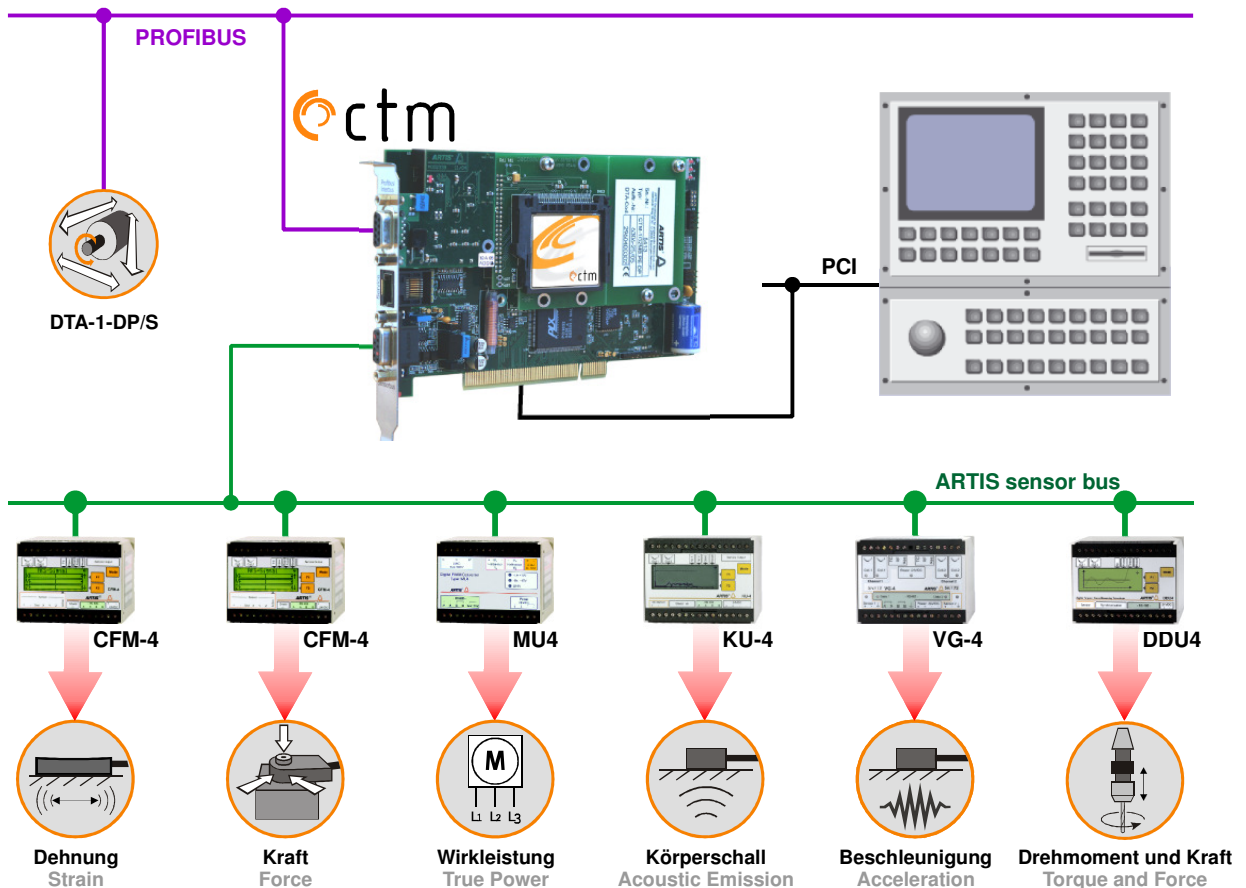 PROFIBUS
ctm
PCI
ctm
DTA-1-DP/S
ARTIS sensor bus
CFM-4
CFM-4
MU4
KU-4
VG-4
DDU4
M
L1 L2 L3
Dehnung
Strain
Kraft
Force
Wirkleistung
True Power
Körperschall
Acoustic Emission
Beschleunigung
Acceleration
Drehmoment und Kraft
Torque and Force